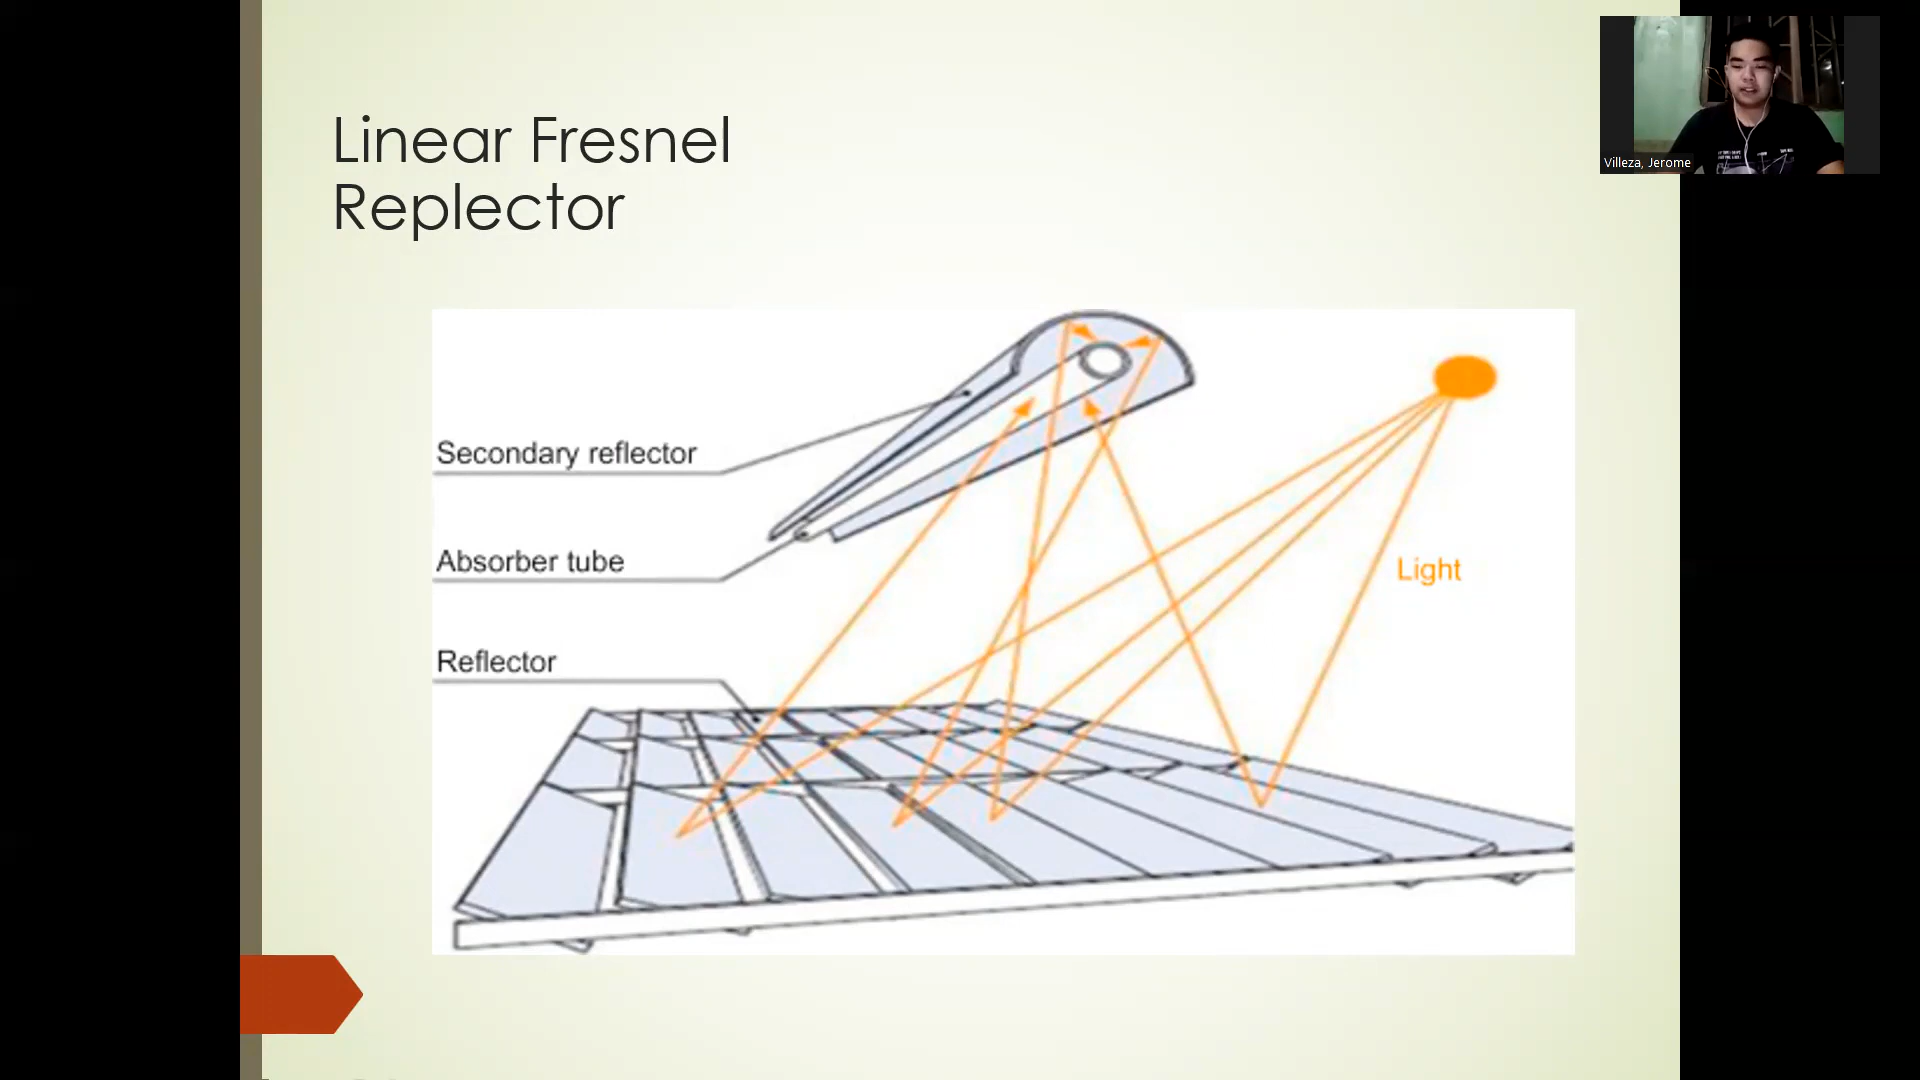 Linear Fresnel
Replector
Villeza, Jerome
Secondary reflector
Absorber tube
Light
Reflector